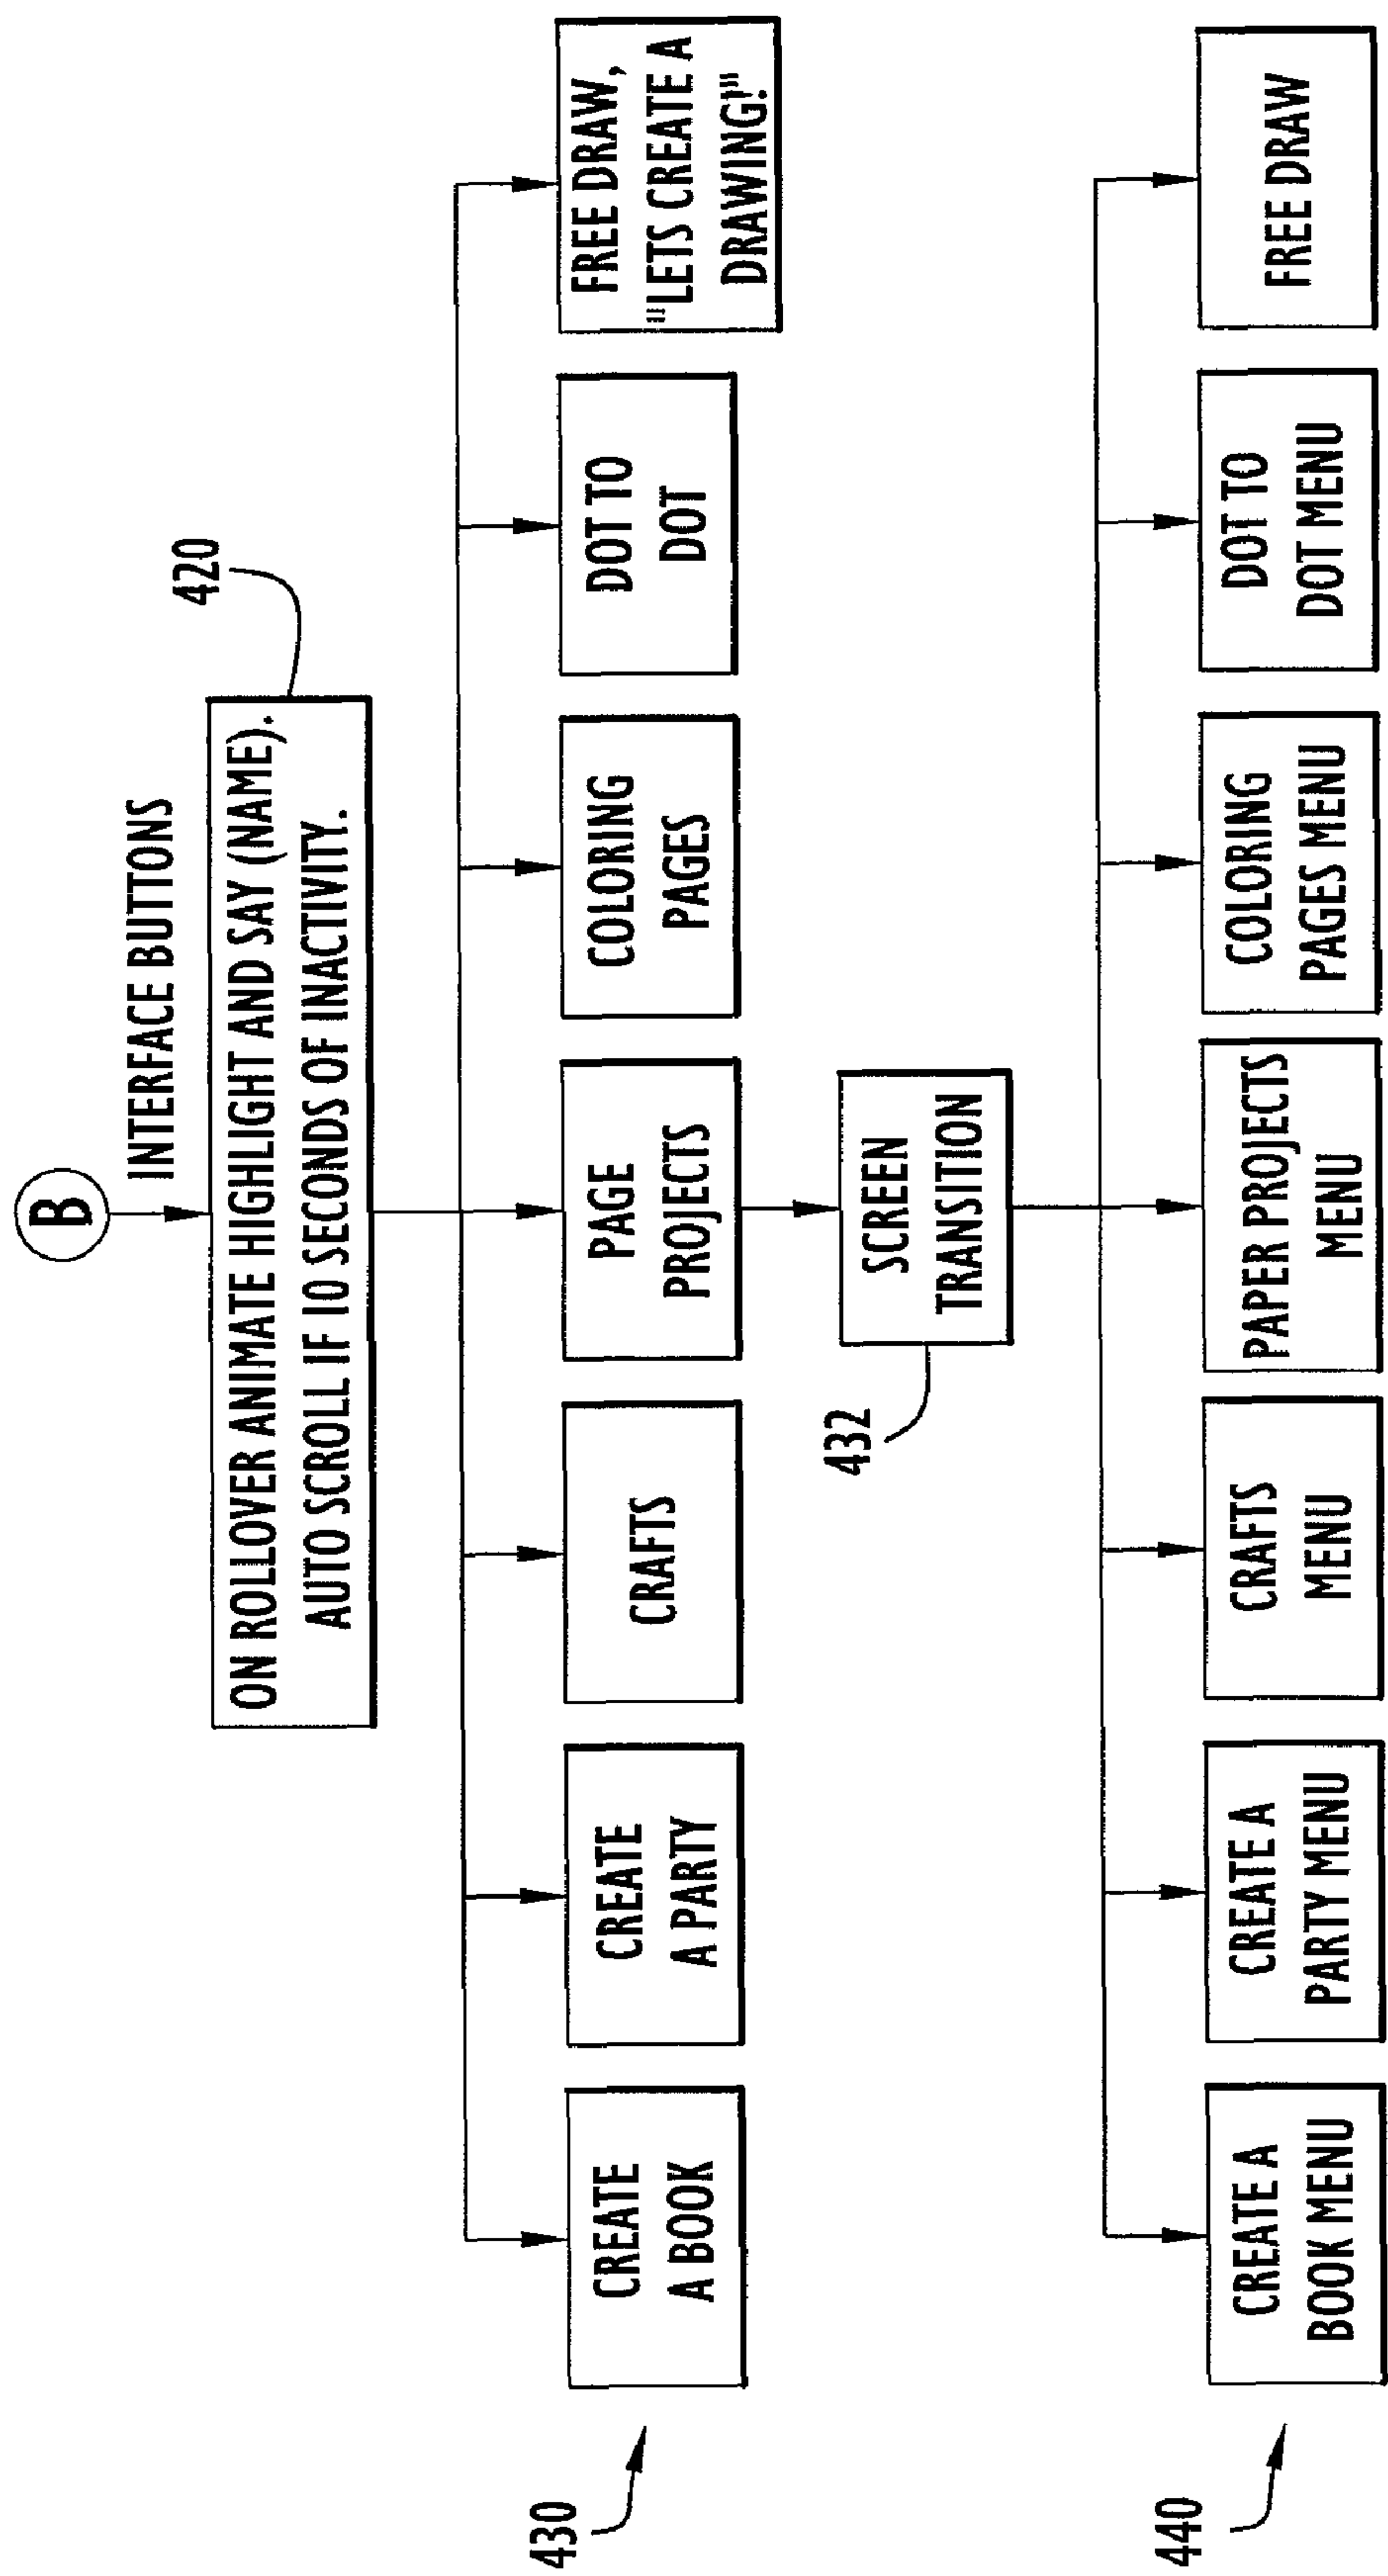 B
INTERFACE BUTTONS
ON ROLLOVER ANIMATE HIGHLIGHT AND SAY (NAME).
AUTO SCROLL IF 10 SECONDS OF INACTIVITY.
420
430
CREATE
A BOOK
CREATE
A PARTY
CRAFTS
PAGE
PROJECTS
COLORING
PAGES
DOT TO
DOT
FREE DRAW,
"LETS CREATE A
DRAWING!"
432
SCREEN
TRANSITION
440
CREATE A
BOOK MENU
CREATE A
PARTY MENU
CRAFTS
MENU
PAPER PROJECTS
MENU
COLORING
PAGES MENU
DOT TO
DOT MENU
FREE DRAW